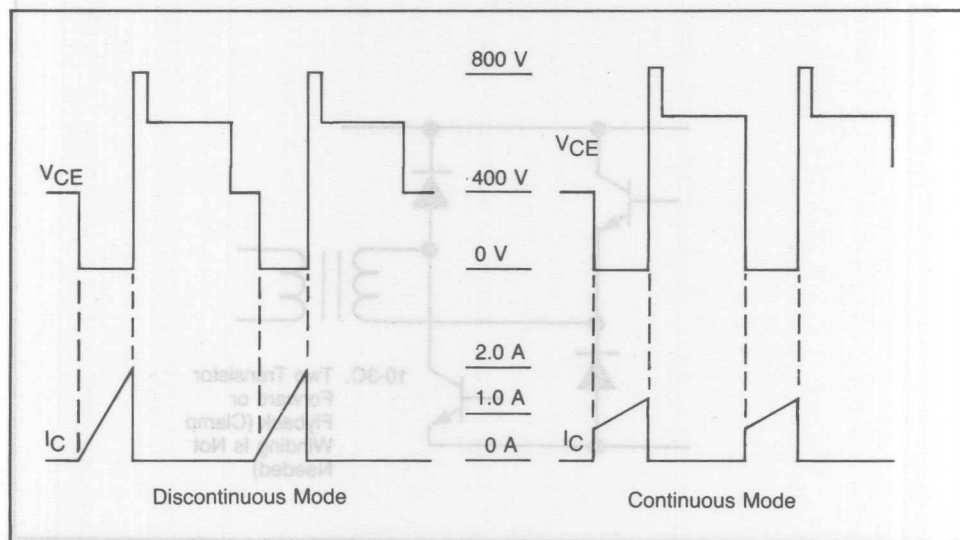 800 V
VCE
VCE
400 V
0 V
2.0 A
10-3C. Two Transistor
Forward or
Flyback (Clamp
Winding Is Not
Needed)
1.0 A
IC
0 A
IC
Discontinuous Mode
Continuous Mode